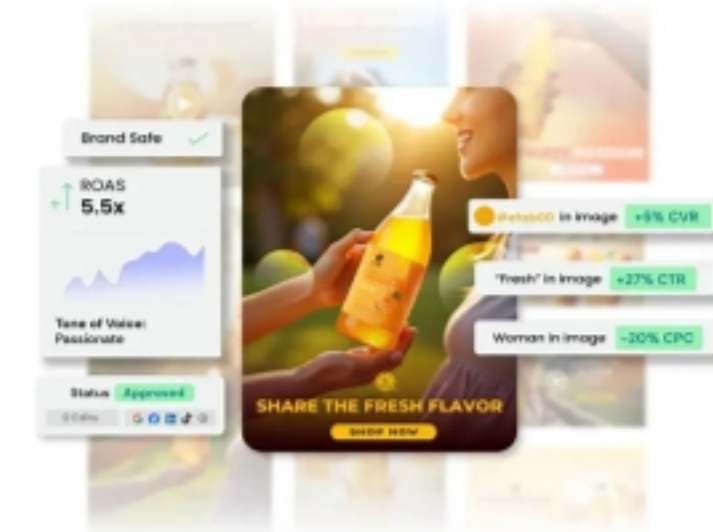 Brand Safe
ROAS
5.5x
Tone of Voice:
Passionate
Status Approved
in image +5% CVR
"Fresh" in image +27% CTR
Woman in image -20% CPC
SHARE THE FRESH FLAVOR
SHOP NOW